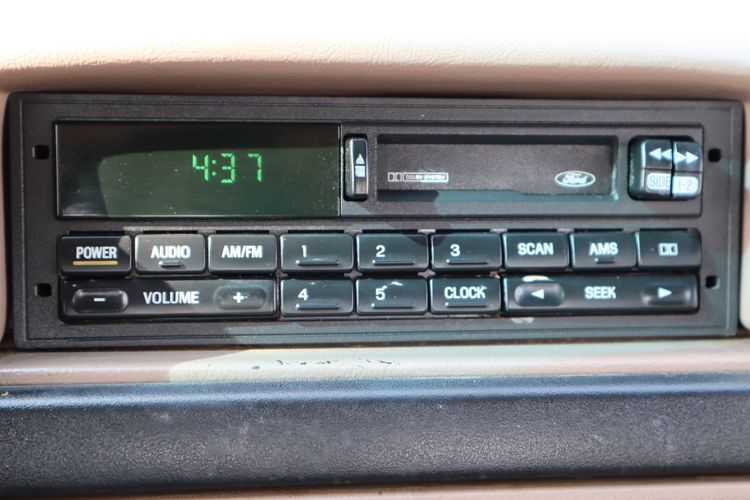 4:37
DOLBY SYSTEM
Ford
SIDE 1-2
POWER AUDIO AM/FM 1 2 3 SCAN AMS
VOLUME 4 5 CLOCK SEEK